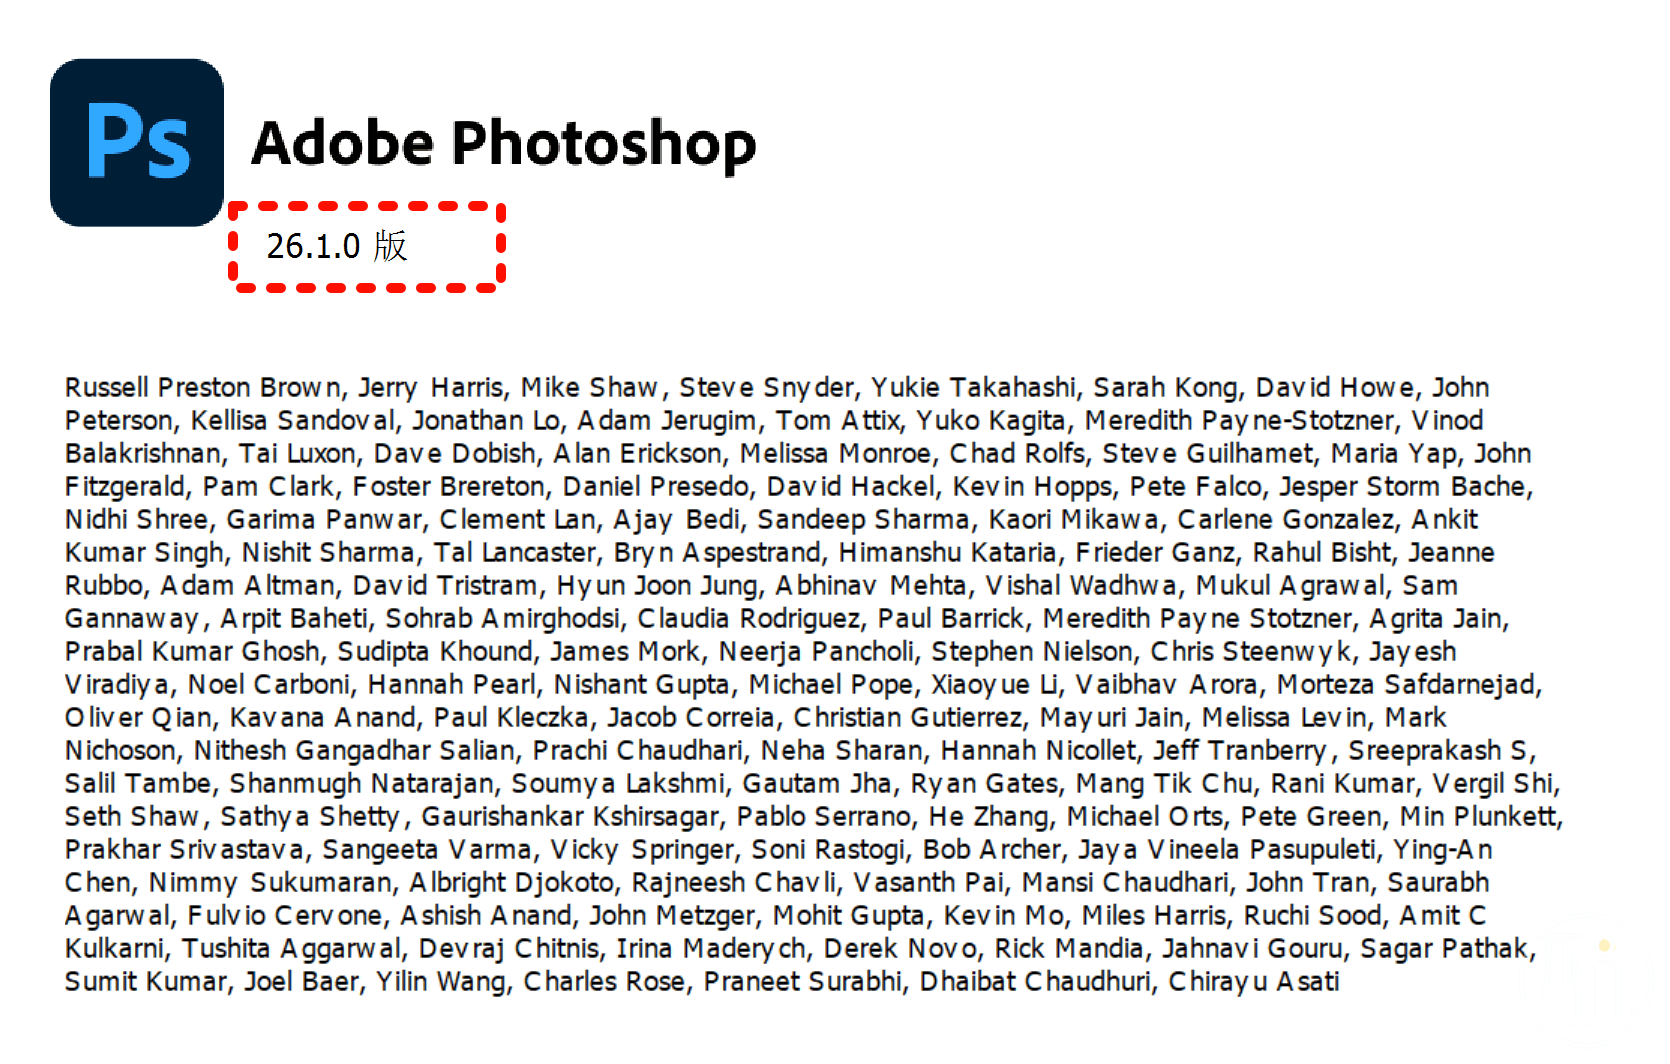 Ps
Adobe Photoshop
26.1.0 版
Russell Preston Brown, Jerry Harris, Mike Shaw, Steve Snyder, Yukie Takahashi, Sarah Kong, David Howe, John
Peterson, Kellisa Sandoval, Jonathan Lo, Adam Jerugim, Tom Attix, Yuko Kagita, Meredith Payne-Stotzner, Vinod
Balakrishnan, Tai Luxon, Dave Dobish, Alan Erickson, Melissa Monroe, Chad Rolfs, Steve Guilhamet, Maria Yap, John
Fitzgerald, Pam Clark, Foster Brereton, Daniel Presedo, David Hackel, Kevin Hopps, Pete Falco, Jesper Storm Bache,
Nidhi Shree, Garima Panwar, Clement Lan, Ajay Bedi, Sandeep Sharma, Kaori Mikawa, Carlene Gonzalez, Ankit
Kumar Singh, Nishit Sharma, Tal Lancaster, Bryn Aspestrand, Himanshu Kataria, Frieder Ganz, Rahul Bisht, Jeanne
Rubbo, Adam Altman, David Tristram, Hyun Joon Jung, Abhinav Mehta, Vishal Wadhwa, Mukul Agrawal, Sam
Gannaway, Arpit Baheti, Sohrab Amirghodsi, Claudia Rodriguez, Paul Barrick, Meredith Payne Stotzner, Agrita Jain,
Prabal Kumar Ghosh, Sudipta Khound, James Mork, Neerja Pancholi, Stephen Nielson, Chris Steenwyk, Jayesh
Viradiya, Noel Carboni, Hannah Pearl, Nishant Gupta, Michael Pope, Xiaoyue Li, Vaibhav Arora, Morteza Safdarnejad,
Oliver Qian, Kavana Anand, Paul Kleczka, Jacob Correia, Christian Gutierrez, Mayuri Jain, Melissa Levin, Mark
Nichoson, Nithesh Gangadhar Salian, Prachi Chaudhari, Neha Sharan, Hannah Nicollet, Jeff Tranberry, Sreeprakash S,
Salil Tambe, Shanmugh Natarajan, Soumya Lakshmi, Gautam Jha, Ryan Gates, Mang Tik Chu, Rani Kumar, Vergil Shi,
Seth Shaw, Sathya Shetty, Gaurishankar Kshirsagar, Pablo Serrano, He Zhang, Michael Orts, Pete Green, Min Plunkett,
Prakhar Srivastava, Sangeeta Varma, Vicky Springer, Soni Rastogi, Bob Archer, Jaya Vineela Pasupuleti, Ying-An
Chen, Nimmy Sukumaran, Albright Djokoto, Rajneesh Chavli, Vasanth Pai, Mansi Chaudhari, John Tran, Saurabh
Agarwal, Fulvio Cervone, Ashish Anand, John Metzger, Mohit Gupta, Kevin Mo, Miles Harris, Ruchi Sood, Amit C
Kulkarni, Tushita Aggarwal, Devraj Chitnis, Irina Maderych, Derek Novo, Rick Mandia, Jahnavi Gouru, Sagar Pathak,
Sumit Kumar, Joel Baer, Yilin Wang, Charles Rose, Praneet Surabhi, Dhaibat Chaudhuri, Chirayu Asati